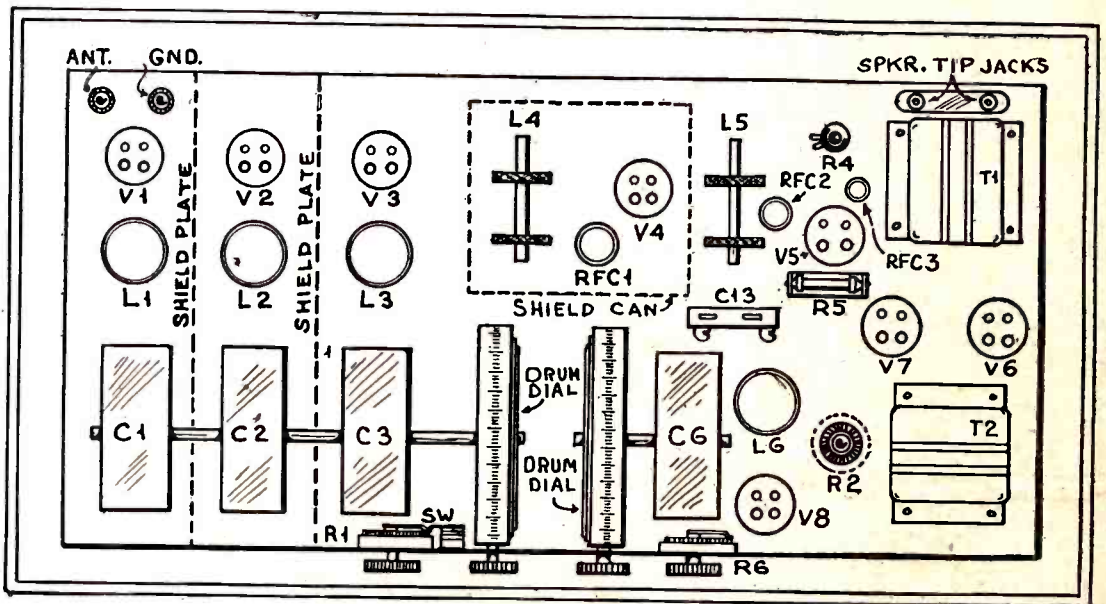 ANT. GND.
SPKR. TIP JACKS
V1
V2
V3
L4
L5
R4
T1
RFC2
V4
V5
RFC3
L1
L2
L3
RFC1
SHIELD PLATE
SHIELD PLATE
SHIELD CAN
C13
R5
V7
V6
C1
C2
C3
DRUM
DIAL
DRUM
DIAL
C6
L6
R2
T2
V8
R1
SW
R6